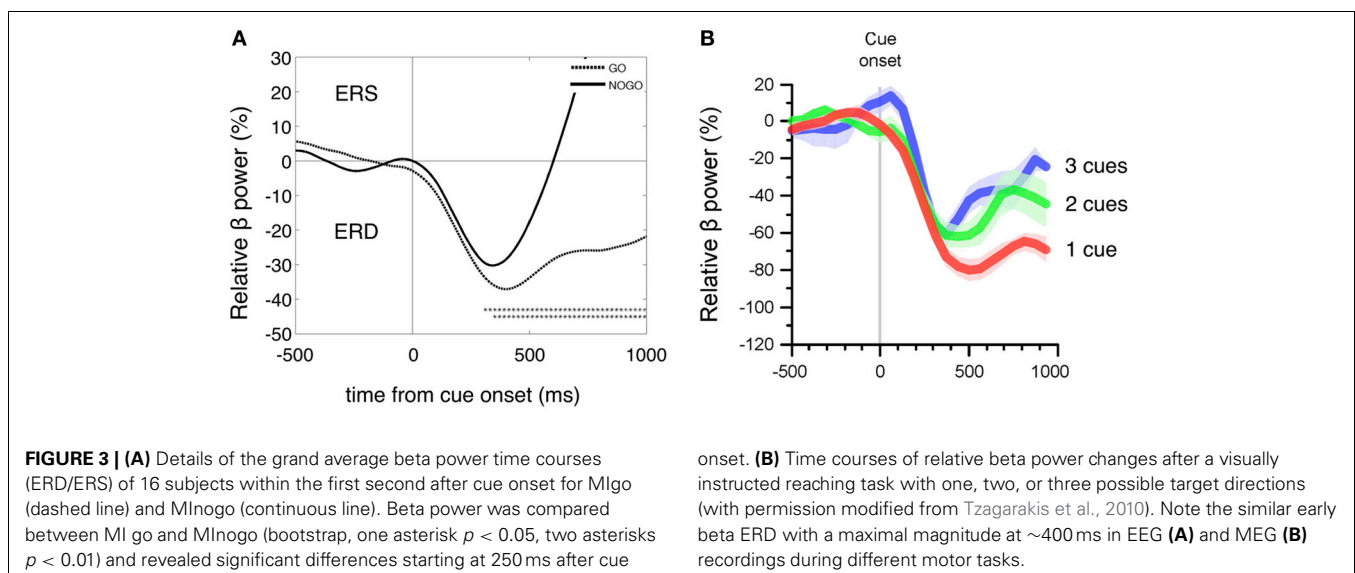 A
30
20
10
0
-10
-20
-30
-40
-50
Relative β power (%)
ERS
ERD
GO
NOGO
-500
0
500
1000
time from cue onset (ms)
B
Cue
onset
20
0
-20
-40
-60
-80
-100
-120
Relative β power (%)
3 cues
2 cues
1 cue
-500
0
500
1000
FIGURE 3 | (A) Details of the grand average beta power time courses
(ERD/ERS) of 16 subjects within the first second after cue onset for MIgo
(dashed line) and MInogo (continuous line). Beta power was compared
between MI go and MInogo (bootstrap, one asterisk p < 0.05, two asterisks
p < 0.01) and revealed significant differences starting at 250 ms after cue
onset. (B) Time courses of relative beta power changes after a visually
instructed reaching task with one, two, or three possible target directions
(with permission modified from Tzagarakis et al., 2010). Note the similar early
beta ERD with a maximal magnitude at ~400 ms in EEG (A) and MEG (B)
recordings during different motor tasks.